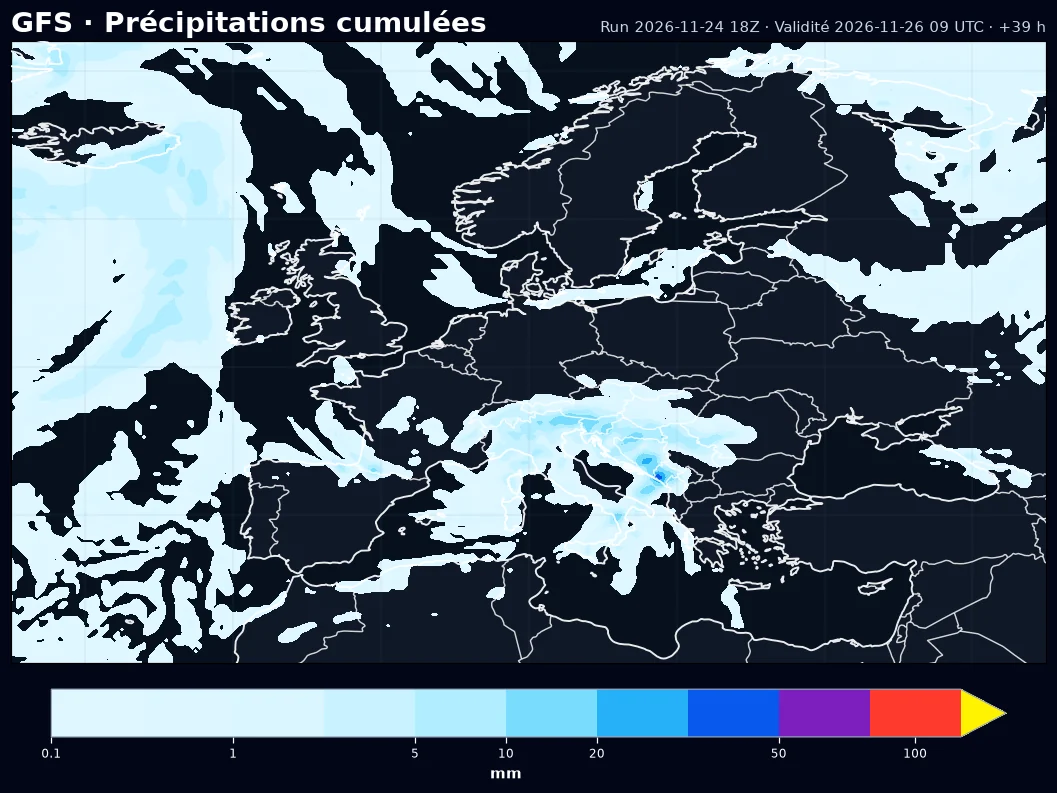 GFS · Précipitations cumulées
Run 2026-11-24 18Z · Validité 2026-11-26 09 UTC · +39 h
0.1 1 5 10 20 50 100
mm